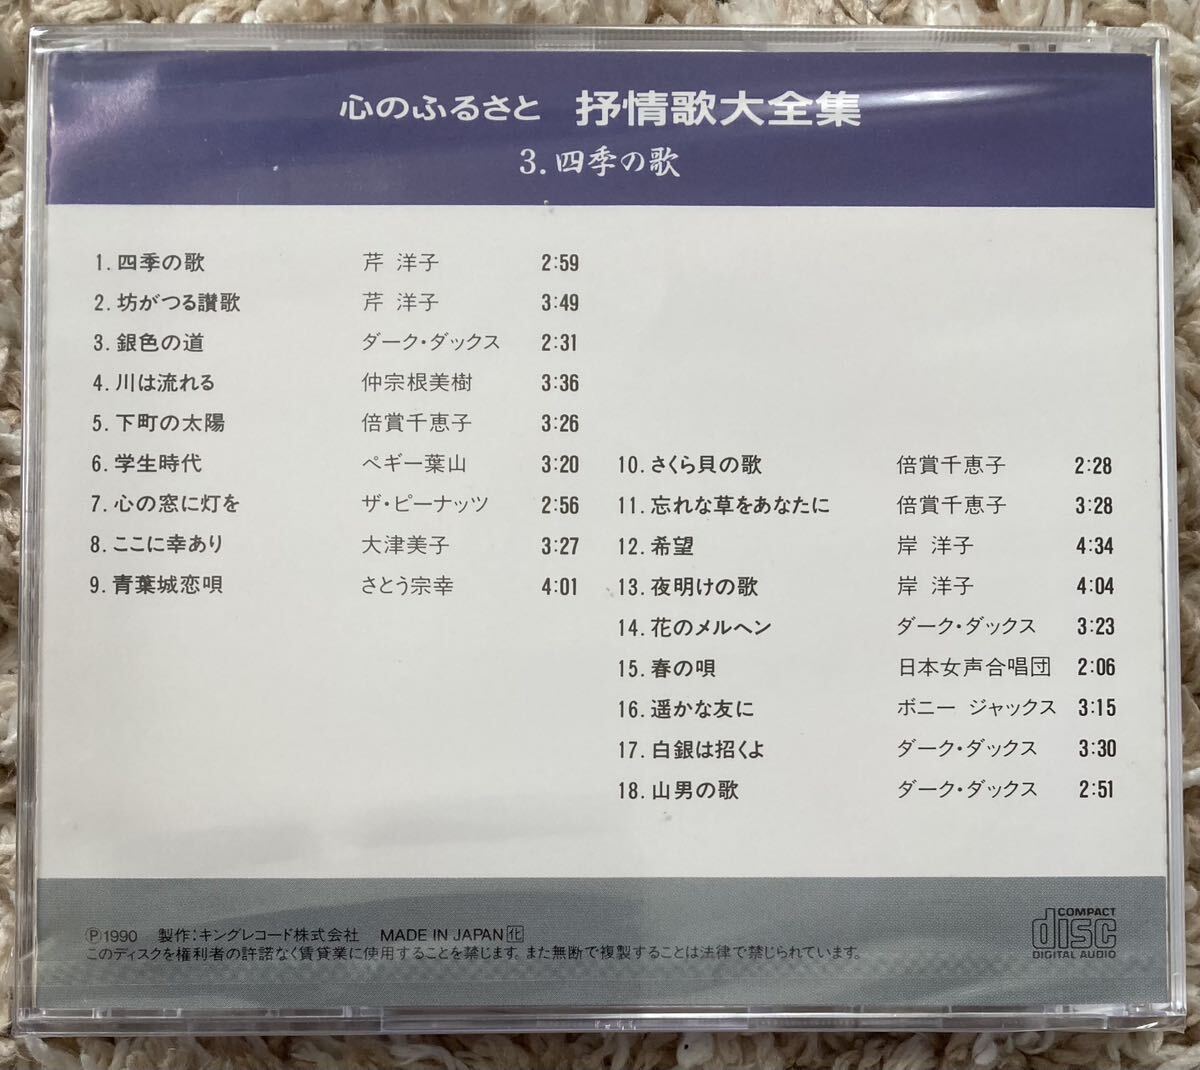 心のふるさと 抒情歌大全集
3.四季の歌
1.四季の歌 芹 洋子 2:59
2.坊がつる讃歌 芹 洋子 3:49
3.銀色の道 ダーク・ダックス 2:31
4.川は流れる 仲宗根美樹 3:36
5.下町の太陽 倍賞千恵子 3:26
6.学生時代 ペギー葉山 3:20
7.心の窓に灯を ザ・ピーナッツ 2:56
8.ここに幸あり 大津美子 3:27
9.青葉城恋唄 さとう宗幸 4:01
10.さくら貝の歌 倍賞千恵子 2:28
11.忘れな草をあなたに 倍賞千恵子 3:28
12.希望 岸 洋子 4:34
13.夜明けの歌 岸 洋子 4:04
14.花のメルヘン ダーク・ダックス 3:23
15.春の唄 日本女声合唱団 2:06
16.遥かな友に ボニー ジャックス 3:15
17.白銀は招くよ ダーク・ダックス 3:30
18.山男の歌 ダーク・ダックス 2:51
Ⓟ1990 製作:キングレコード株式会社 MADE IN JAPAN 化
このディスクを権利者の許諾なく賃貸業に使用することを禁じます。また無断で複製することは法律で禁じられています。
COMPACT
disc
DIGITAL AUDIO